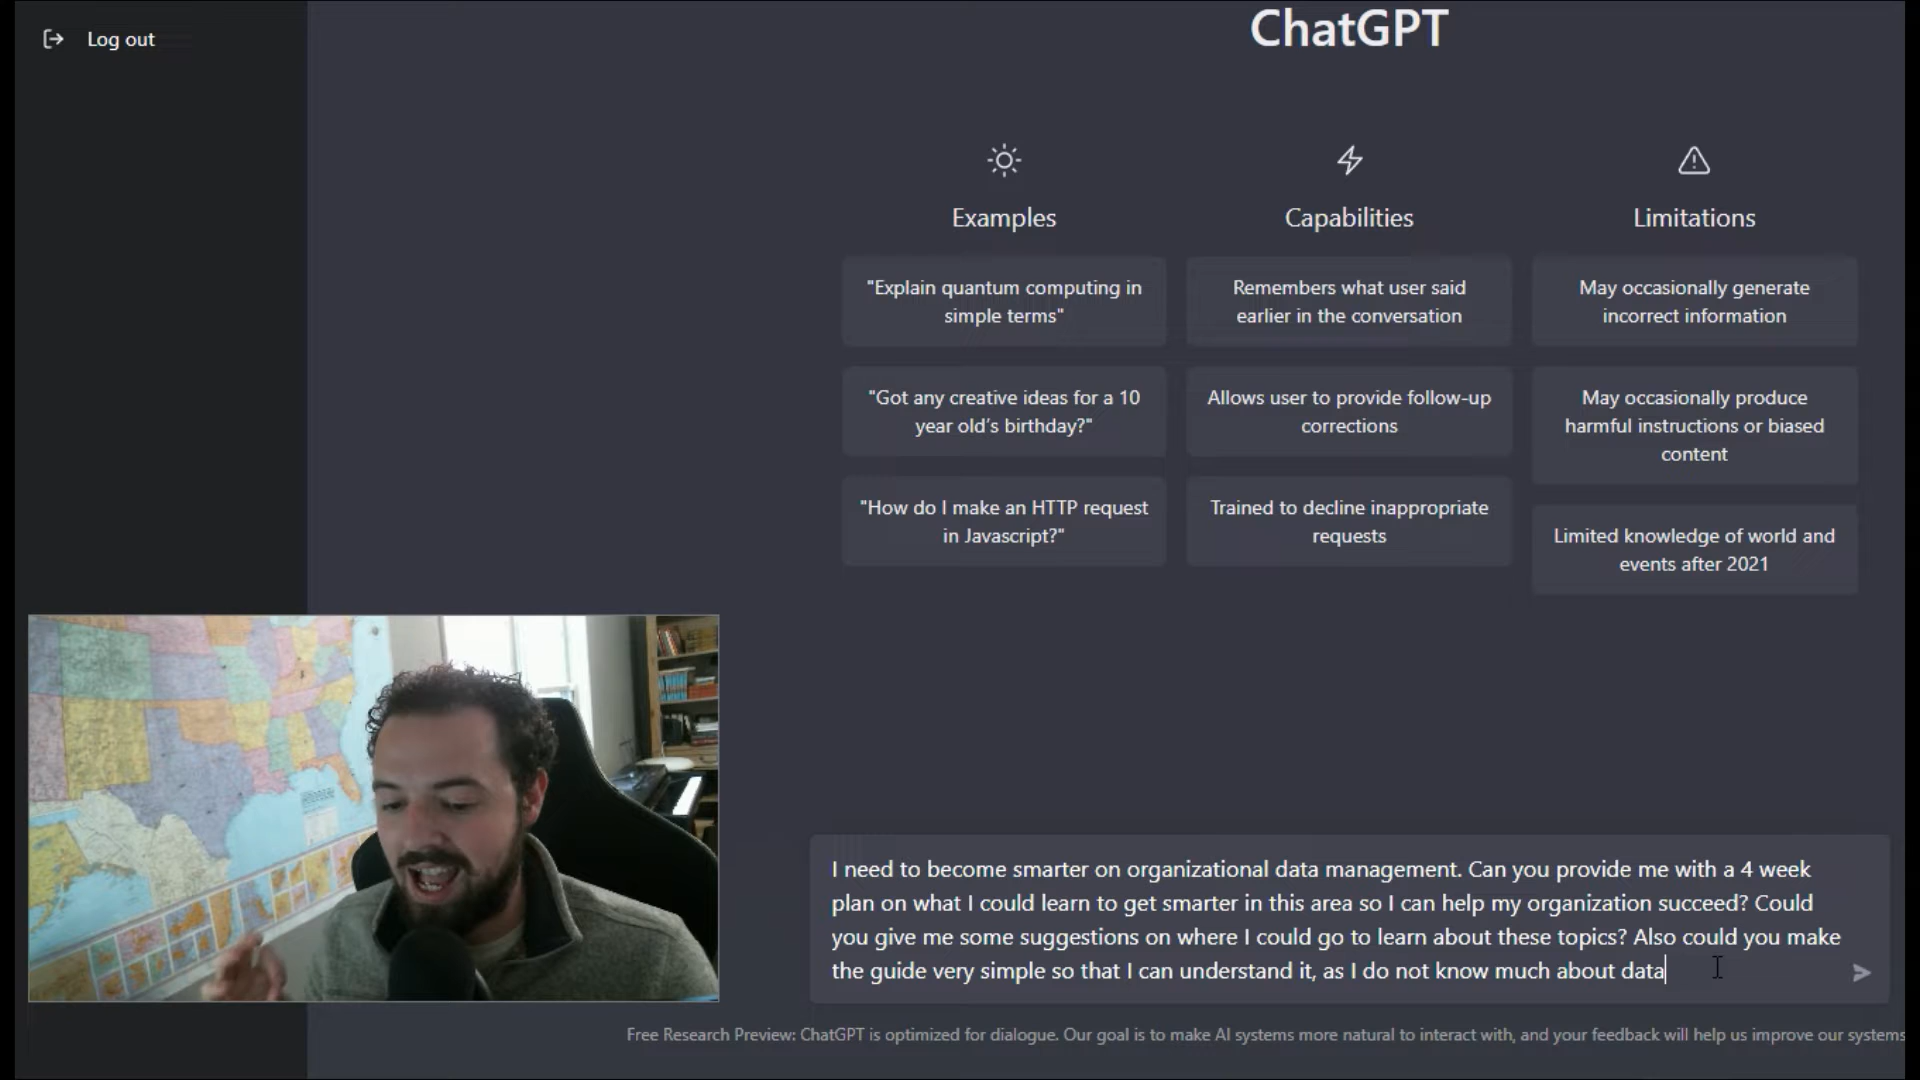 Log out
ChatGPT
Examples
"Explain quantum computing in
simple terms"
"Got any creative ideas for a 10
year old's birthday?"
"How do I make an HTTP request
in Javascript?"
Capabilities
Remembers what user said
earlier in the conversation
Allows user to provide follow-up
corrections
Trained to decline inappropriate
requests
Limitations
May occasionally generate
incorrect information
May occasionally produce
harmful instructions or biased
content
Limited knowledge of world and
events after 2021
I need to become smarter on organizational data management. Can you provide me with a 4 week
plan on what I could learn to get smarter in this area so I can help my organization succeed? Could
you give me some suggestions on where I could go to learn about these topics? Also could you make
the guide very simple so that I can understand it, as I do not know much about data
Free Research Preview: ChatGPT is optimized for dialogue. Our goal is to make AI systems more natural to interact with, and your feedback will help us improve our systems